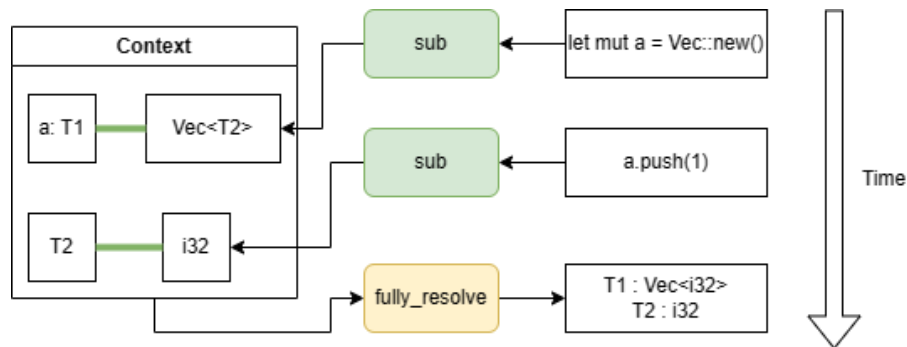 Context
sub
let mut a = Vec::new()
a: T1
Vec<T2>
sub
a.push(1)
Time
T2
i32
fully_resolve
T1 : Vec<i32>
T2 : i32